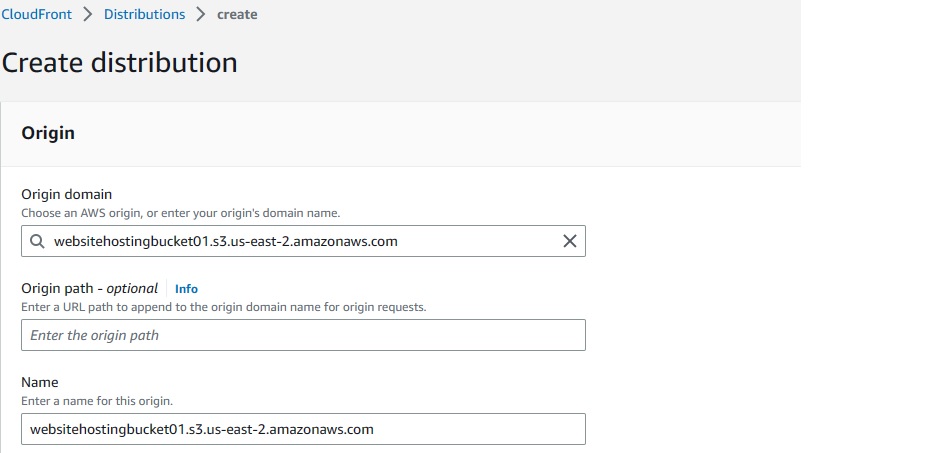 CloudFront > Distributions > create
Create distribution
Origin
Origin domain
Choose an AWS origin, or enter your origin's domain name.
websitehostingbucket01.s3.us-east-2.amazonaws.com
Origin path - optional Info
Enter a URL path to append to the origin domain name for origin requests.
Enter the origin path
Name
Enter a name for this origin.
websitehostingbucket01.s3.us-east-2.amazonaws.com